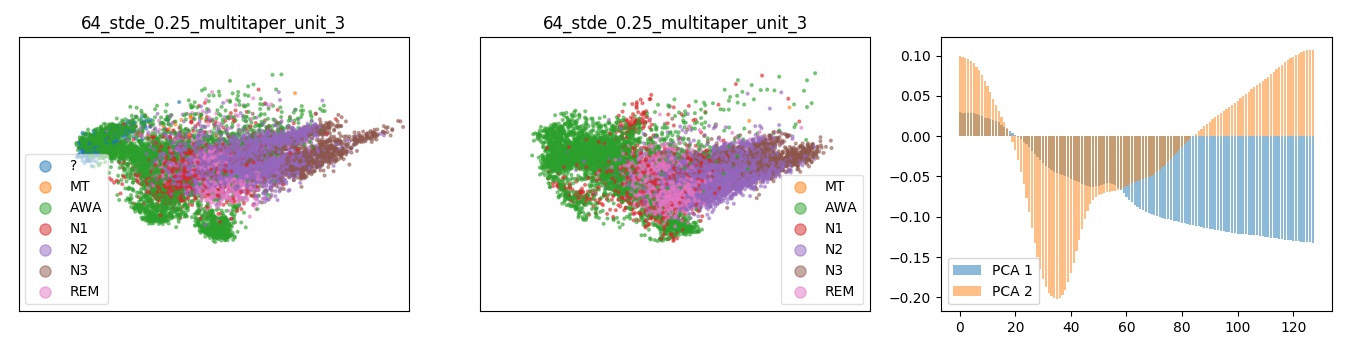 64_stde_0.25_multitaper_unit_3
?
MT
AWA
N1
N2
N3
REM
64_stde_0.25_multitaper_unit_3
MT
AWA
N1
N2
N3
REM
0.10
0.05
0.00
−0.05
−0.10
−0.15
−0.20
PCA 1
PCA 2
0 20 40 60 80 100 120